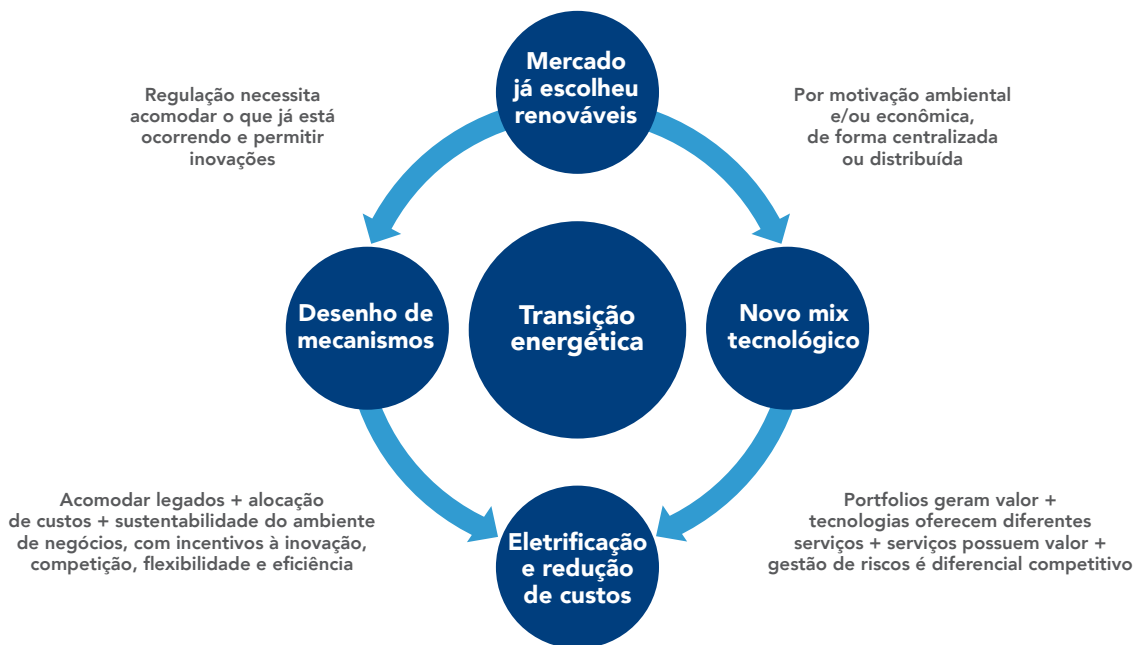 Mercado
já escolheu
renováveis
Regulação necessita
acomodar o que já está
ocorrendo e permitir
inovações
Por motivação ambiental
e/ou econômica,
de forma centralizada
ou distribuída
Desenho de
mecanismos
Transição
energética
Novo mix
tecnológico
Acomodar legados + alocação
de custos + sustentabilidade do ambiente
de negócios, com incentivos à inovação,
competição, flexibilidade e eficiência
Eletrificação
e redução
de custos
Portfolios geram valor +
tecnologias oferecem diferentes
serviços + serviços possuem valor +
gestão de riscos é diferencial competitivo